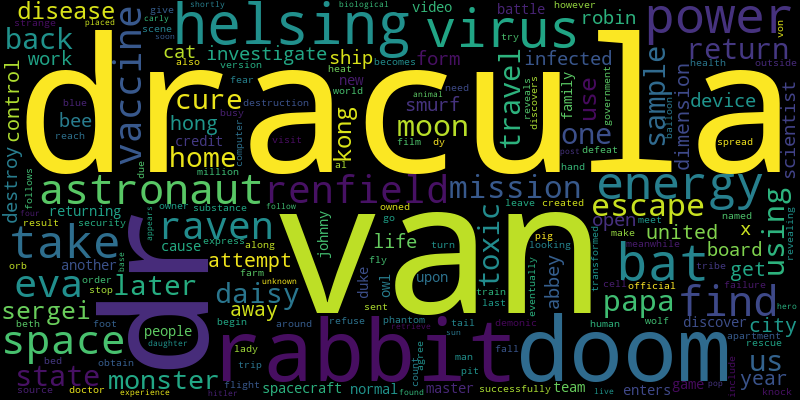 disease helsing virus power
strange placed carly scene soon give biological shortly however becomes battle video try robin
back work vaccine cat also investigate version ship form infected return
control cure fear heat new world animal need reveals discovers family use government sample device health outside
dracula
blue bee reach hong credit home busy computer visit kong moon smurf film dy travel one hand post defeat dimension balloon spread scientist von
destroy due million al
follows four astronaut renfield mission energy
returning owner substance follow owned leave created escape named meet
result security appears raven johnny van go life toxic open united x using revealing
take another cause express along attempt fly turn pig looking make meanwhile board
orb order stop base farm unknown duke owl upon train last eventually abbey transformed bat tribe get
eva later daisy away sent cell official failure hero
sergei beth foot dr people daughter begin around refuse phantom retrieve tail sun demonic human wolf papa find discover apartment city rescue
space bed obtain rabbit doom us
state source monster doctor experience lady trip flight hitler spacecraft normal count found agree master man pit fall successfully team live enters game include pop year knock